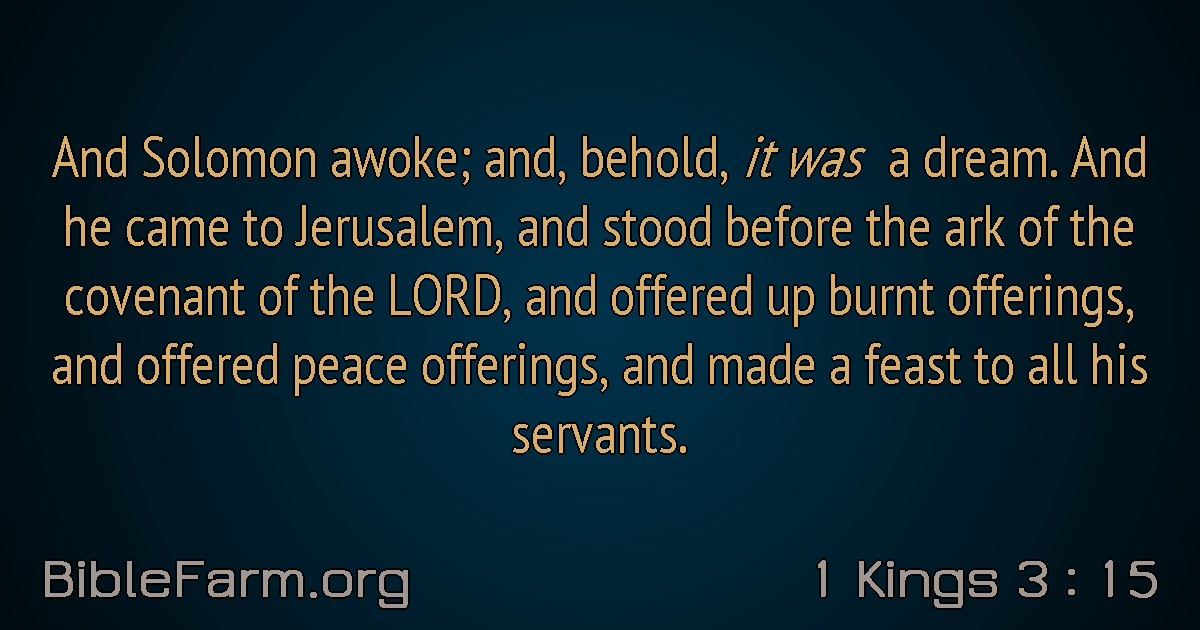 And Solomon awoke; and, behold, it was a dream. And
he came to Jerusalem, and stood before the ark of the
covenant of the LORD, and offered up burnt offerings,
and offered peace offerings, and made a feast to all his
servants.
BibleFarm.org
1 Kings 3 : 15